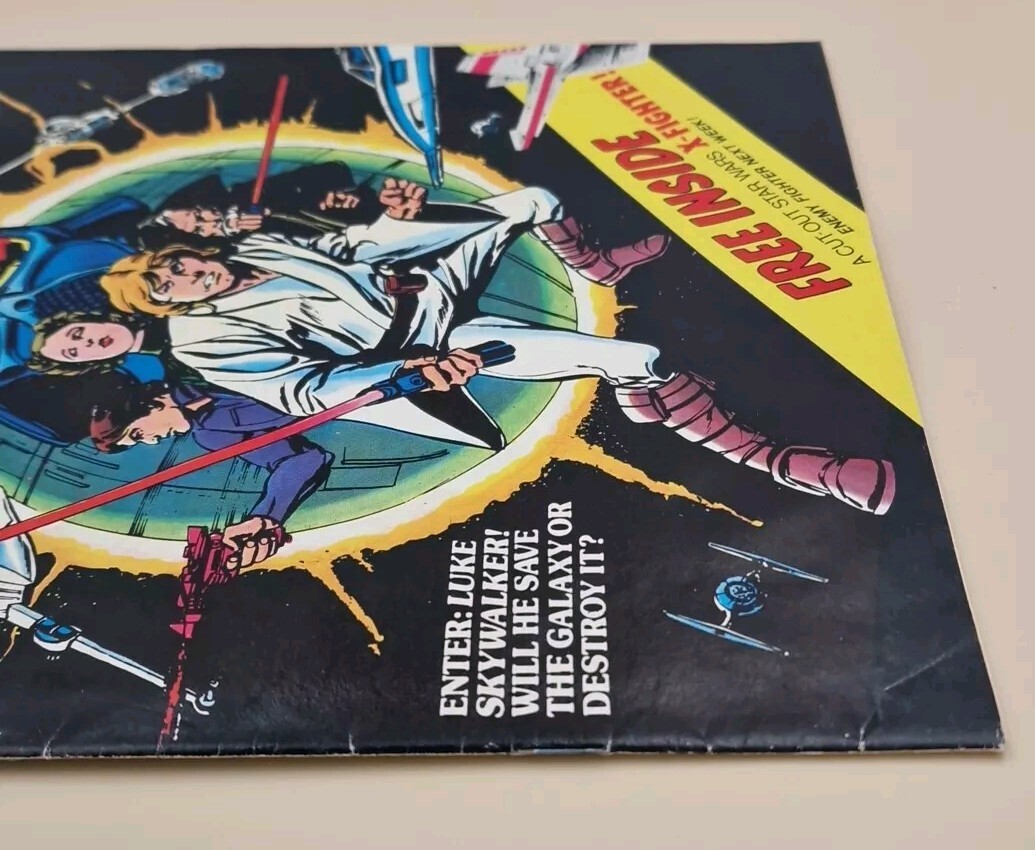 ENTER: LUKE
SKYWALKER!
WILL HE SAVE
THE GALAXY OR
DESTROY IT?
FREE INSIDE
A CUT-OUT STAR WARS X-FIGHTER!
ENEMY FIGHTER NEXT WEEK!